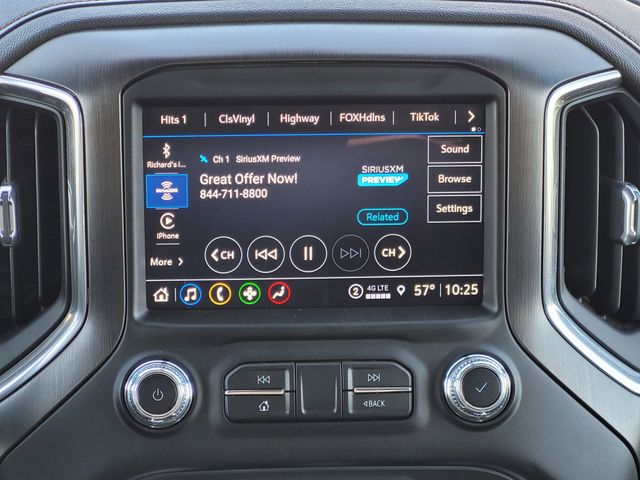 Hits 1 ClsVinyl Highway FOXHdlns TikTok
Richard's i...
Ch 1 SiriusXM Preview
Great Offer Now!
844-711-8800
SIRIUSXM
PREVIEW
Related
Sound
Browse
Settings
SiriusXM
iPhone
More
CH CH
2 4G LTE 57° 10:25
BACK